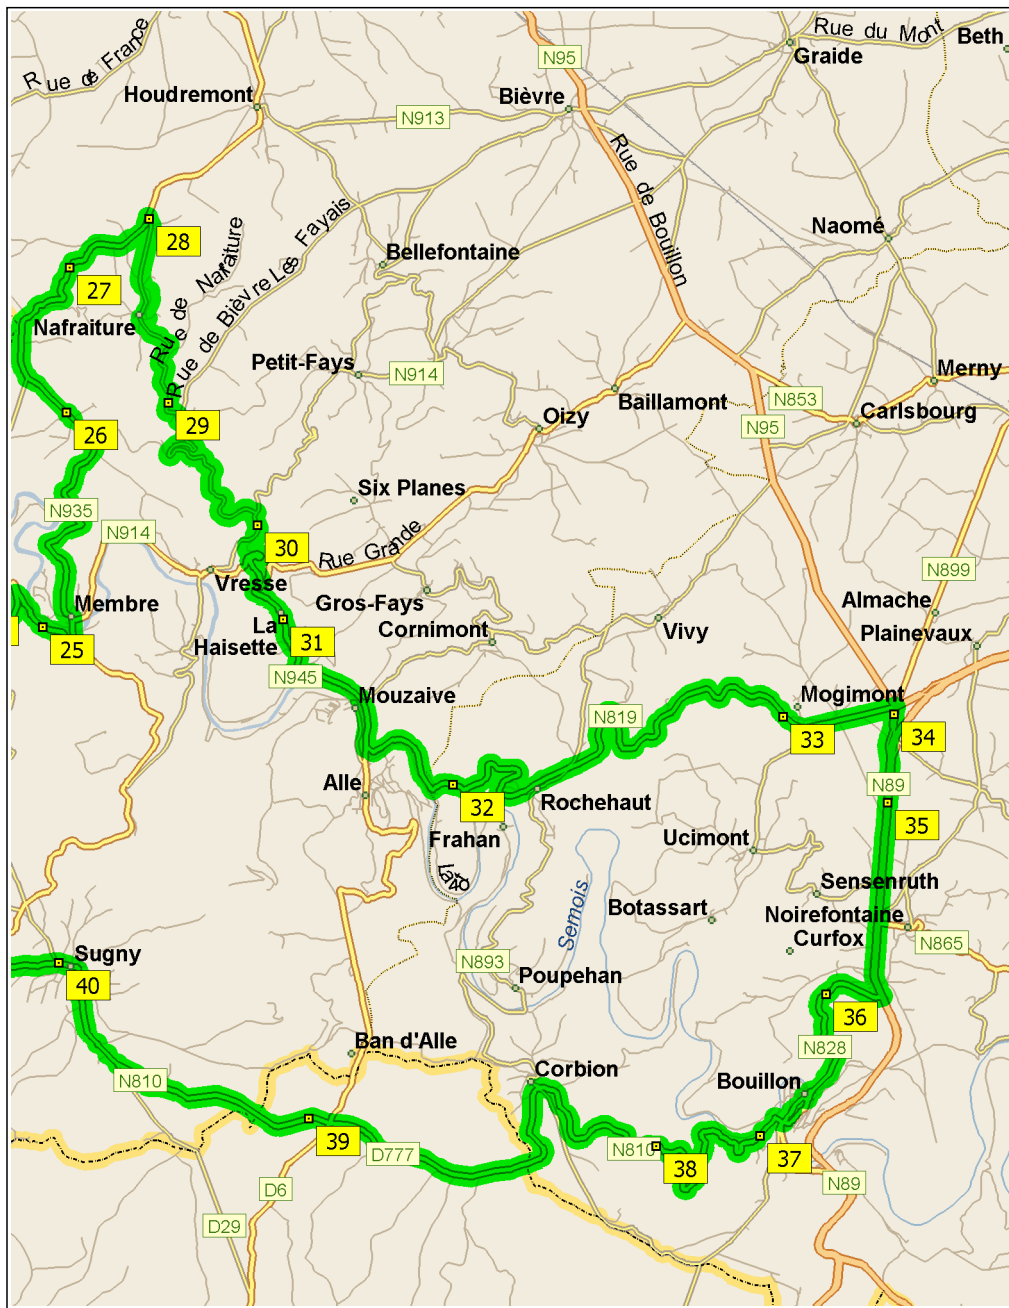 Rue de France
Rue du Mont
Beth
N95
Graide
Houdremont
Bièvre
N913
Rue de Bouillon
Naomé
28
Bellefontaine
27
Rue de Nafraiture
Rue de Bièvre Les Fayais
Nafraiture
Petit-Fays
N914
Merny
Baillamont
N853
Carlsbourg
26
29
Oizy
N95
Six Planes
N935
N914
30
Rue Grande
Vresse
Gros-Fays
N899
Membre
La
Haisette
31
Cornimont
Vivy
Almache
Plainevaux
25
N945
Mouzaive
Mogimont
N819
33
34
Alle
32
Rochehaut
N89
35
Frahan
Ucimont
Sensenruth
Botassart
Semois
Noirefontaine
Curfox
N865
Sugny
40
N893
Poupehan
36
Ban d'Alle
N828
Corbion
Bouillon
N810
39
D777
N810
38
37
N89
D6
D29